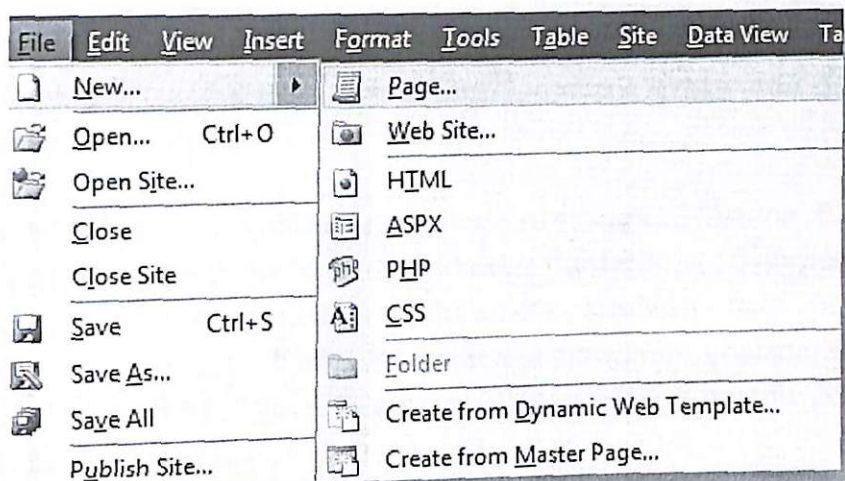 File Edit View Insert Format Tools Table Site Data View Ta
New...
Open... Ctrl+O
Open Site...
Close
Close Site
Save Ctrl+S
Save As...
Save All
Publish Site...
Page...
Web Site...
HTML
ASPX
PHP
CSS
Folder
Create from Dynamic Web Template...
Create from Master Page...